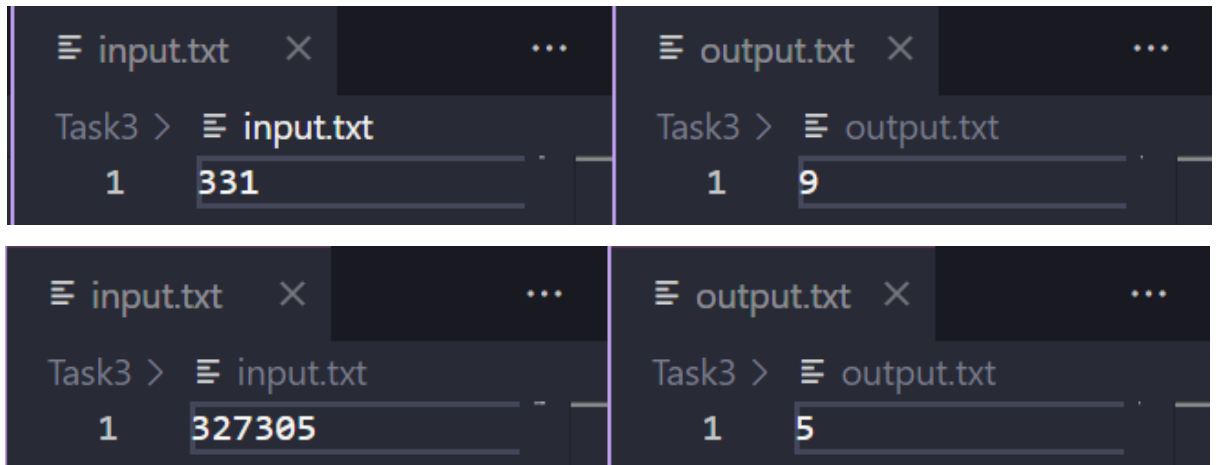 input.txt × ... output.txt × ...
Task3 > input.txt Task3 > output.txt
1 331 1 9
input.txt × ... output.txt × ...
Task3 > input.txt Task3 > output.txt
1 327305 1 5